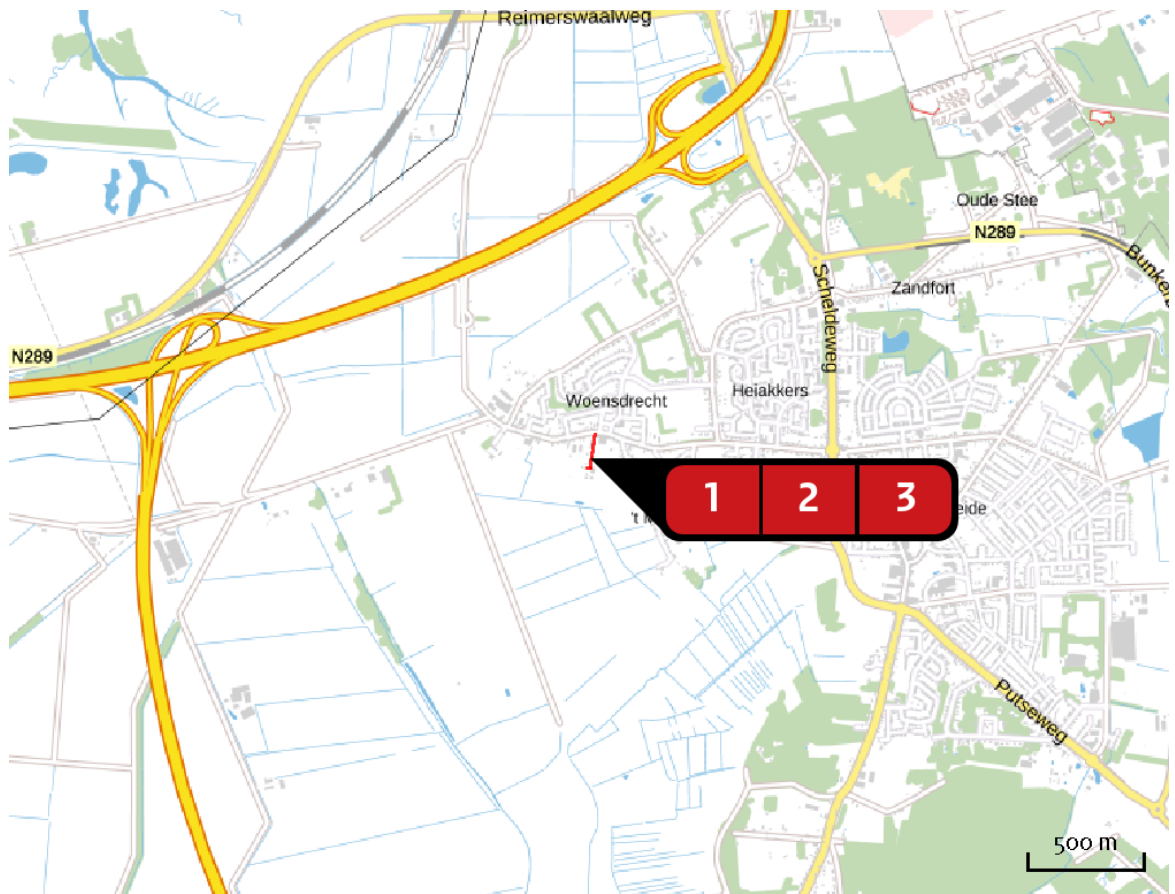 Reimerswaalweg
Oude Stee
N289
Bunker
Scheldeweg
Zandfort
N289
Heiakkers
Woensdrecht
1 2 3
't
eide
Putseweg
500 m